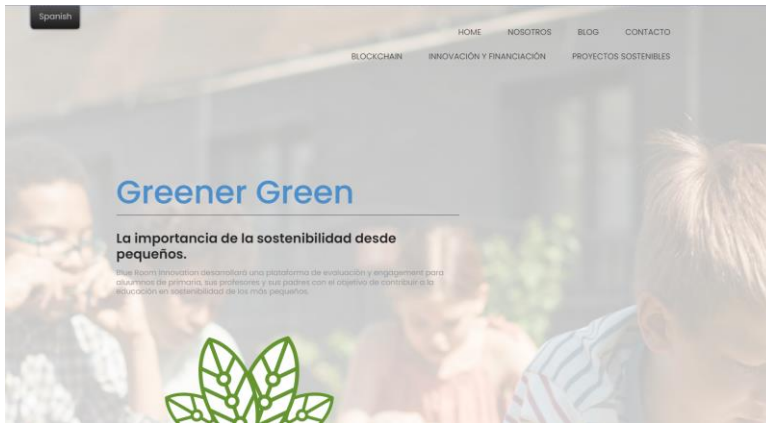 Spanish
HOME NOSOTROS BLOG CONTACTO
BLOCKCHAIN INNOVACIÓN Y FINANCIACIÓN PROYECTOS SOSTENIBLES
Greener Green
La importancia de la sostenibilidad desde
pequeños.
Blue Room Innovation desarrollará una plataforma de evaluación y engagement para
aluumnos de primaria, sus profesores y sus padres con el objetivo de contribuir a la
educación en sostenibilidad de los más pequeños.